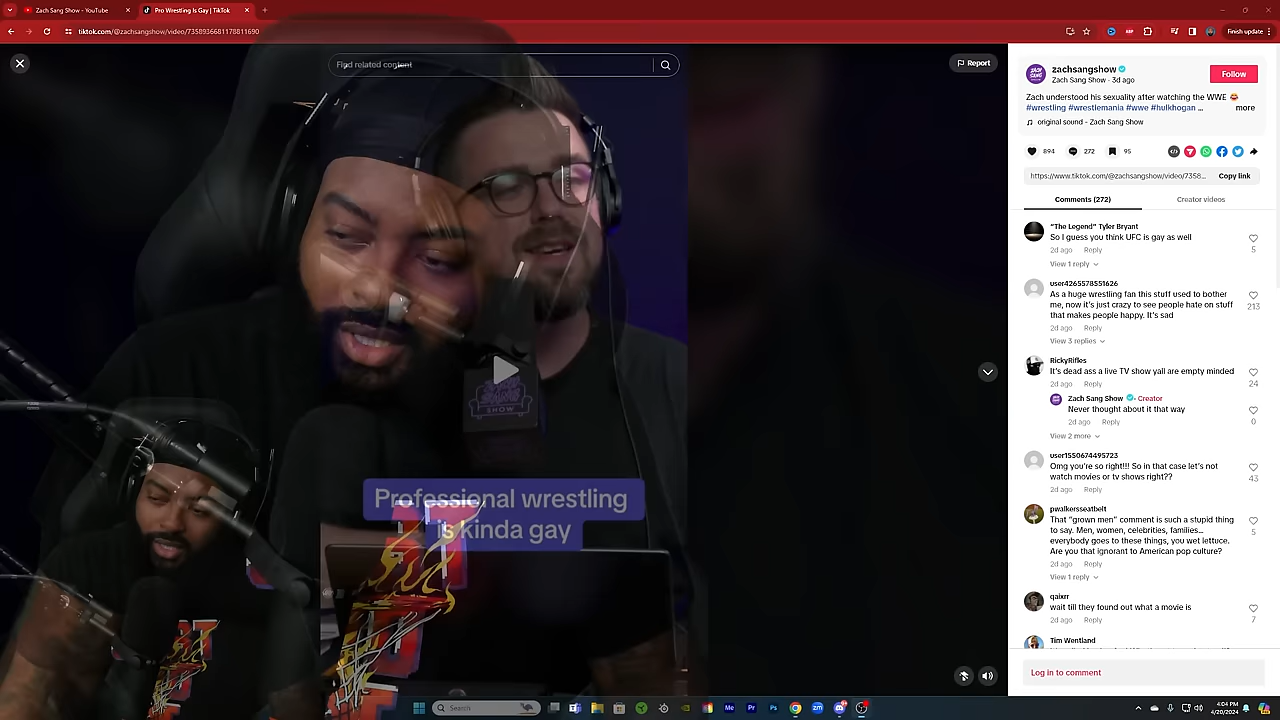 Zach Sang Show - YouTube
Pro Wrestling Is Gay | TikTok
tiktok.com/@zachsangshow/video/7358936681178811690
Finish update
Find related content
Report
zachsangshow
Zach Sang Show · 3d ago
Follow
Zach understood his sexuality after watching the WWE 😂
#wrestling #wrestlemania #wwe #hulkhogan ...
more
original sound - Zach Sang Show
894
272
95
https://www.tiktok.com/@zachsangshow/video/7358...
Copy link
Comments (272)
Creator videos
"The Legend" Tyler Bryant
So I guess you think UFC is gay as well
2d ago Reply
5
View 1 reply
user4265578551626
As a huge wrestling fan this stuff used to bother
me, now it's just crazy to see people hate on stuff
that makes people happy. It's sad
213
2d ago Reply
View 3 replies
RickyRifles
It's dead ass a live TV show yall are empty minded
2d ago Reply
24
Zach Sang Show · Creator
Never thought about it that way
2d ago Reply
0
View 2 more
user1550674495723
Omg you're so right!!! So in that case let's not
watch movies or tv shows right??
43
2d ago Reply
pwalkersseatbelt
That "grown men" comment is such a stupid thing
to say. Men, women, celebrities, families...
everybody goes to these things, you wet lettuce.
Are you that ignorant to American pop culture?
5
2d ago Reply
View 1 reply
qaixrr
wait till they found out what a movie is
7
2d ago Reply
Tim Wentland
Log in to comment
SHOW
Professional wrestling
is kinda gay
Search
4:04 PM
4/20/2024